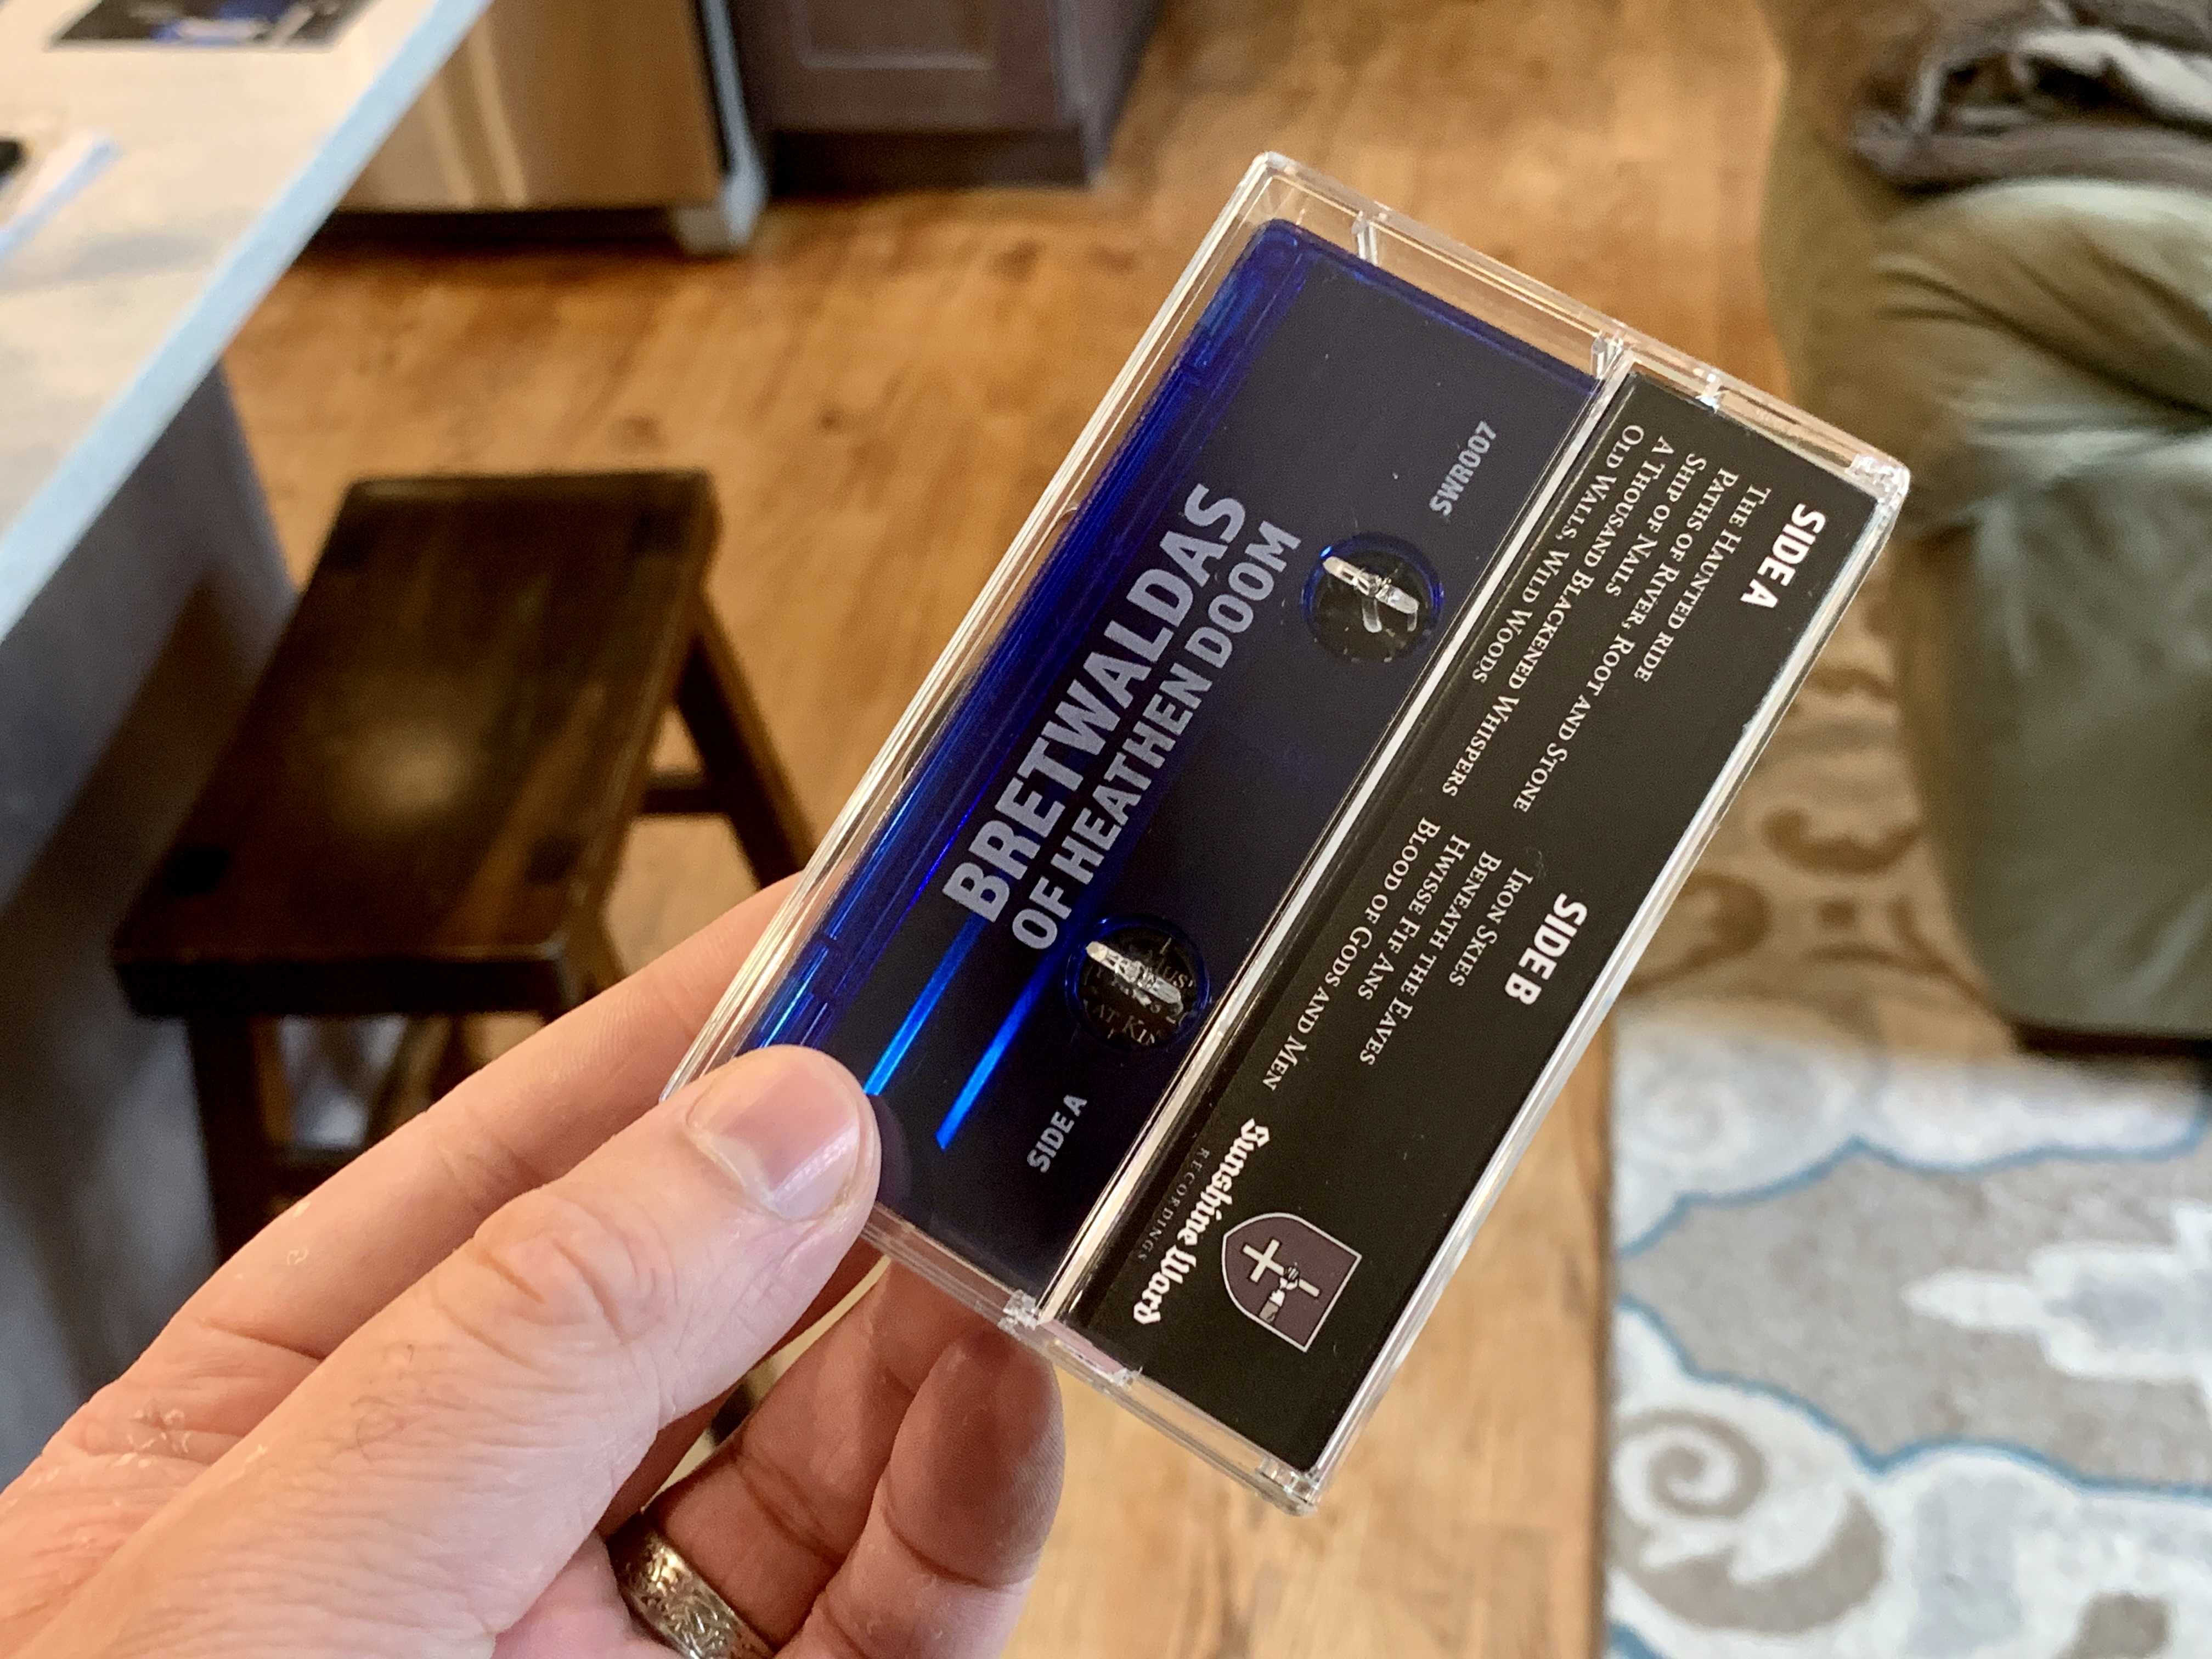 BRETWALDAS
OF HEATHEN DOOM
SWR007
SIDE A
SIDE A
THE HAUNTED RIDE
PATHS OF RIVER, ROOT AND STONE
SHIP OF NAILS
A THOUSAND BLACKENED WHISPERS
OLD WALLS, WILD WOODS
SIDE B
IRON SKIES
BENEATH THE EAVES
HWISSE FIF ANS
BLOOD OF GODS AND MEN
Sunshine Ward
RECORDINGS